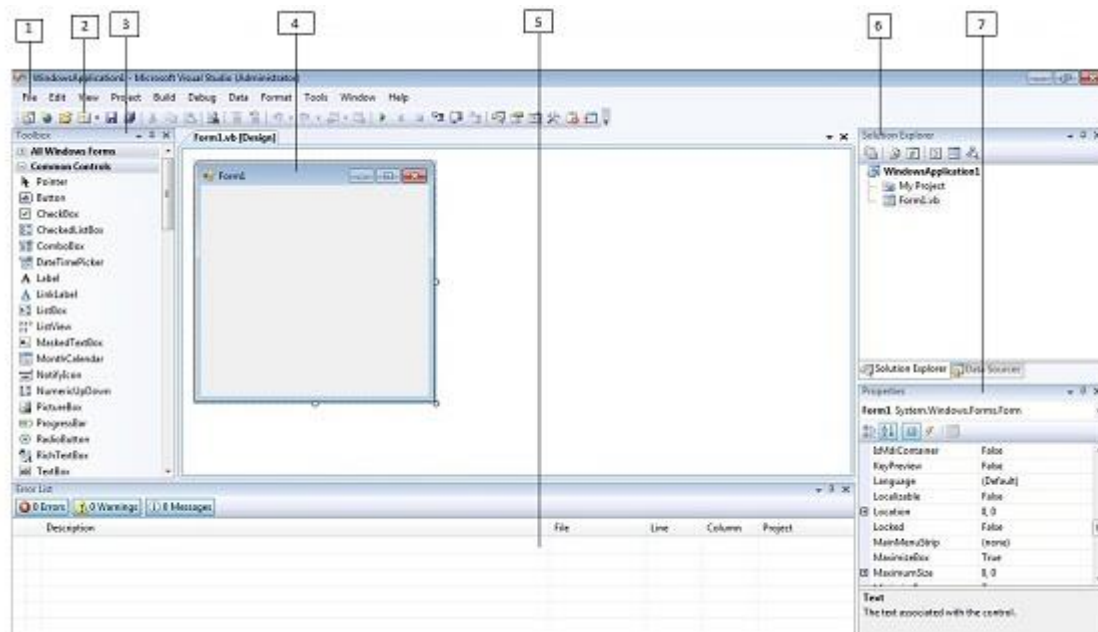 1 2 3 4 5 6 7
WindowsApplication1 - Microsoft Visual Studio (Administrator)
File Edit View Project Build Debug Data Format Tools Window Help
Toolbox
All Windows Forms
Common Controls
Pointer
Button
CheckBox
CheckedListBox
ComboBox
DateTimePicker
Label
LinkLabel
ListBox
ListView
MaskedTextBox
MonthCalendar
NotifyIcon
NumericUpDown
PictureBox
ProgressBar
RadioButton
RichTextBox
TextBox
Form1.vb [Design]
Form1
Error List
0 Errors 0 Warnings 0 Messages
Description File Line Column Project
Solution Explorer
WindowsApplication1
My Project
Form1.vb
Solution Explorer Data Sources
Properties
Form1 System.Windows.Forms.Form
IsMdiContainer False
KeyPreview False
Language (Default)
Localizable False
Location 0, 0
Locked False
MainMenuStrip (none)
MaximizeBox True
MaximumSize 0, 0
Text
The text associated with the control.